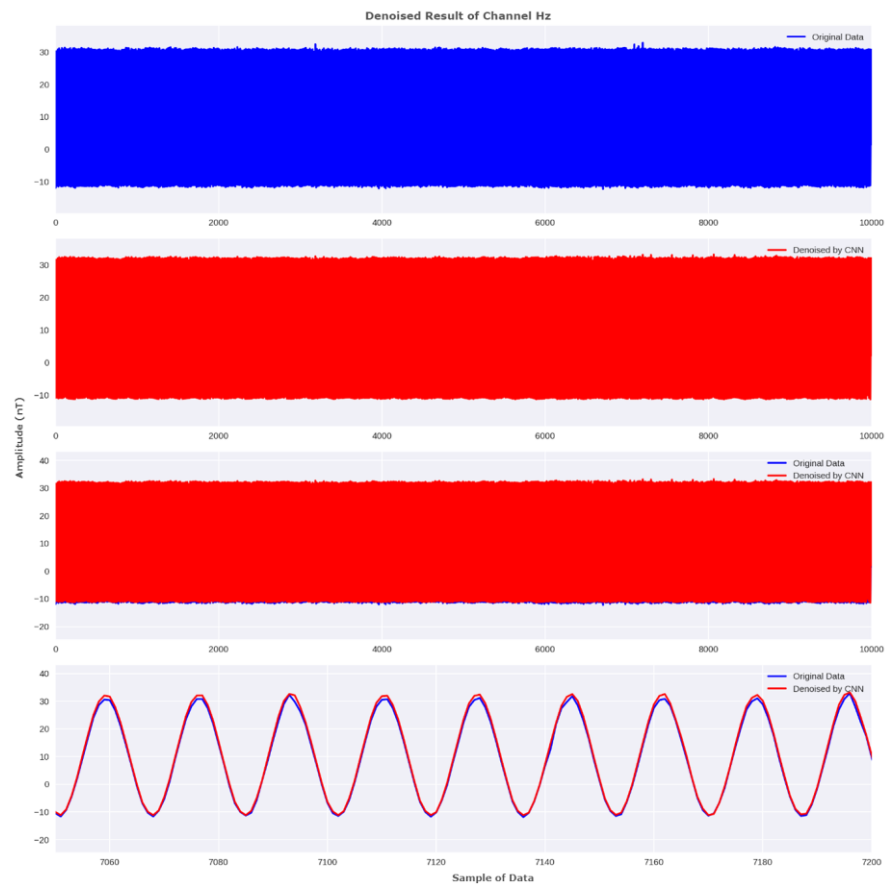 Denoised Result of Channel Hz
Original Data
30
20
10
0
−10
0 2000 4000 6000 8000 10000
Denoised by CNN
30
20
10
0
−10
0 2000 4000 6000 8000 10000
Amplitude (nT)
Original Data
Denoised by CNN
40
30
20
10
0
−10
−20
0 2000 4000 6000 8000 10000
Original Data
Denoised by CNN
40
30
20
10
0
−10
−20
7060 7080 7100 7120 7140 7160 7180 7200
Sample of Data